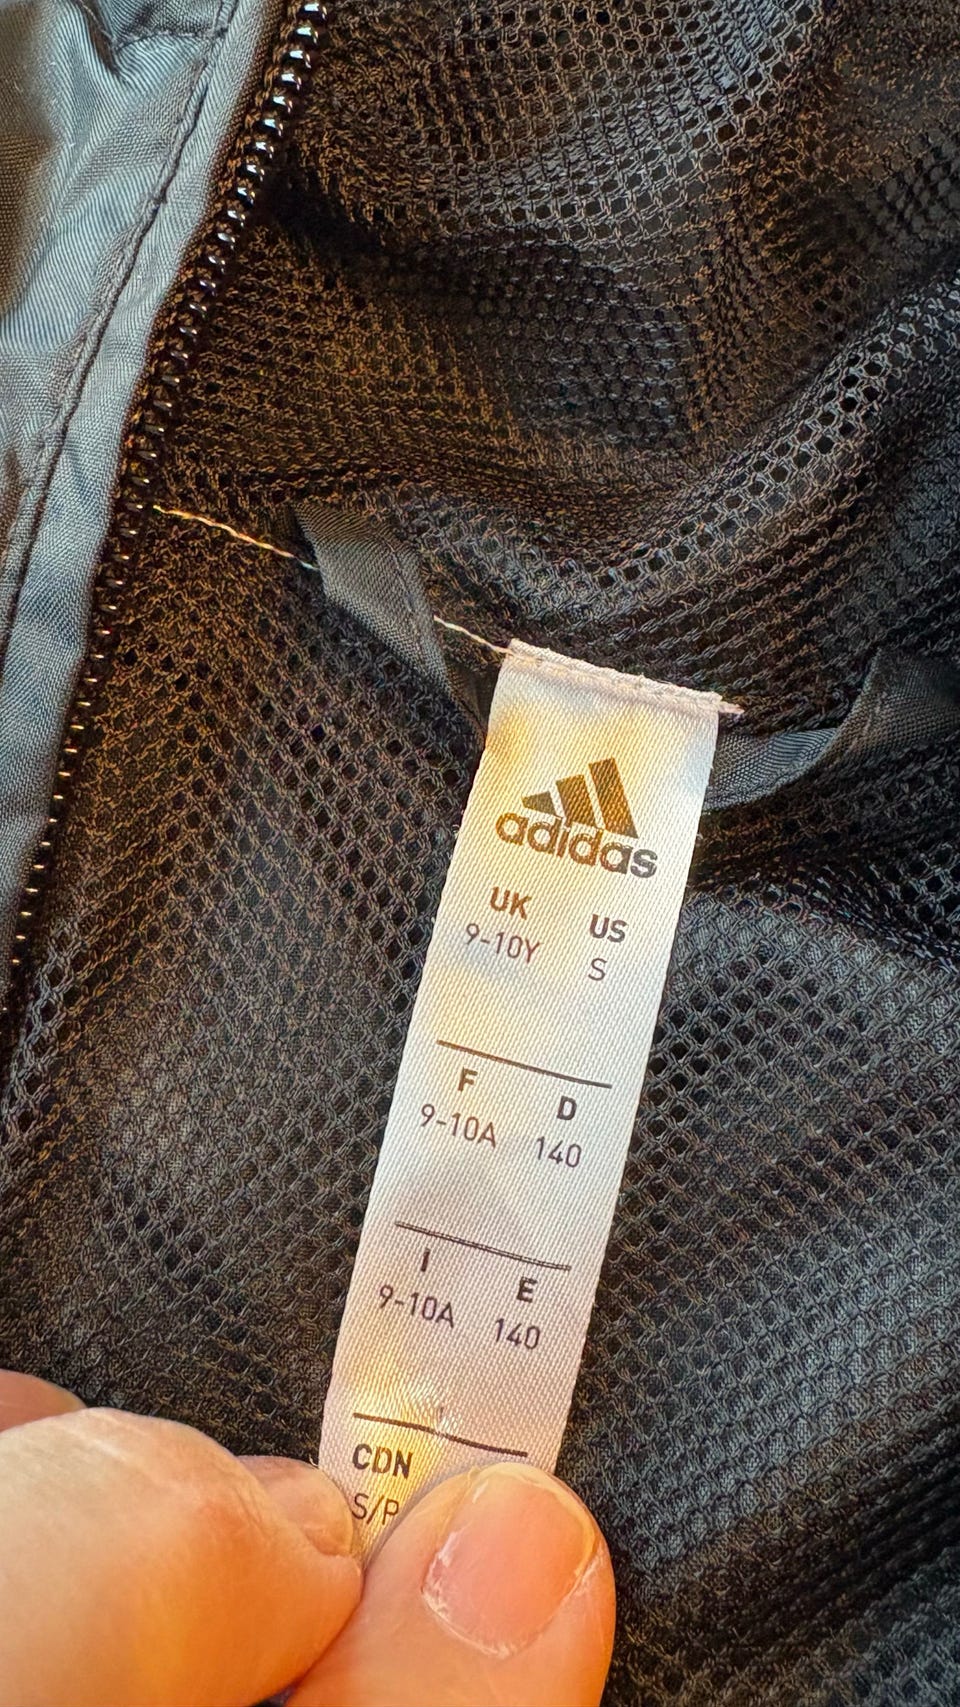 adidas
UK US
9-10Y S
F D
9-10A 140
I E
9-10A 140
CDN
S/P